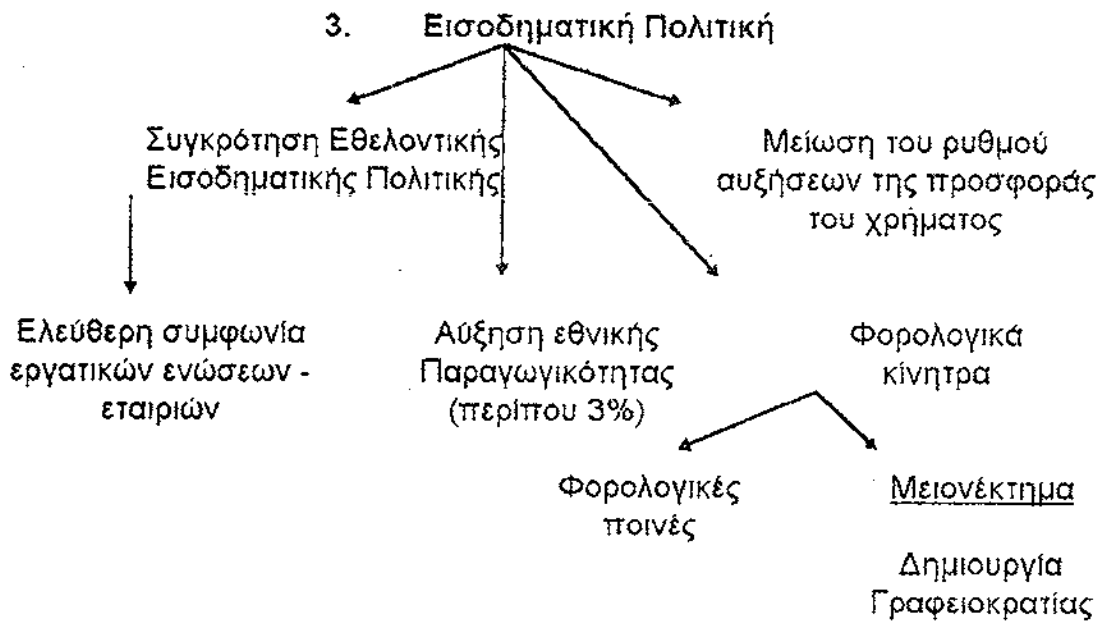 3. Εισοδηματική Πολιτική
Συγκρότηση Εθελοντικής
Εισοδηματικής Πολιτικής
Μείωση του ρυθμού
αυξήσεων της προσφοράς
του χρήματος
Ελεύθερη συμφωνία
εργατικών ενώσεων -
εταιριών
Αύξηση εθνικής
Παραγωγικότητας
(περίπου 3%)
Φορολογικά
κίνητρα
Φορολογικές
ποινές
Μειονέκτημα
Δημιουργία
Γραφειοκρατίας